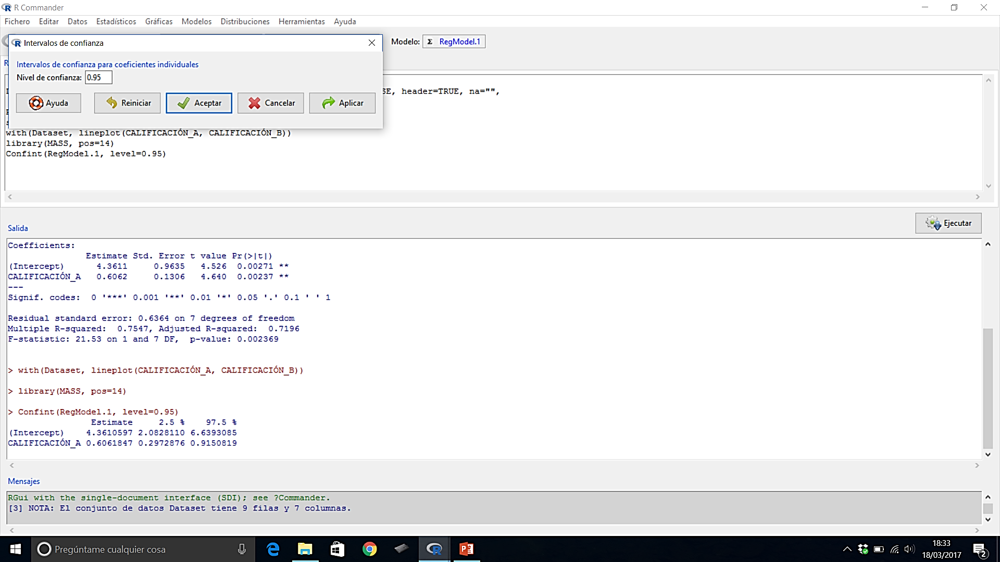 R Commander
Fichero Editar Datos Estadísticos Gráficas Modelos Distribuciones Herramientas Ayuda
Intervalos de confianza
Modelo: Σ RegModel.1
Intervalos de confianza para coeficientes individuales
Nivel de confianza: 0.95
Ayuda Reiniciar Aceptar Cancelar Aplicar
SE, header=TRUE, na="",
with(Dataset, lineplot(CALIFICACIÓN_A, CALIFICACIÓN_B))
library(MASS, pos=14)
Confint(RegModel.1, level=0.95)
Ejecutar
Salida
Coefficients:
Estimate Std. Error t value Pr(>|t|)
(Intercept) 4.3611 0.9635 4.526 0.00271 **
CALIFICACIÓN_A 0.6062 0.1306 4.640 0.00237 **
---
Signif. codes: 0 '***' 0.001 '**' 0.01 '*' 0.05 '.' 0.1 ' ' 1
Residual standard error: 0.6364 on 7 degrees of freedom
Multiple R-squared: 0.7547, Adjusted R-squared: 0.7196
F-statistic: 21.53 on 1 and 7 DF, p-value: 0.002369
> with(Dataset, lineplot(CALIFICACIÓN_A, CALIFICACIÓN_B))
> library(MASS, pos=14)
> Confint(RegModel.1, level=0.95)
Estimate 2.5 % 97.5 %
(Intercept) 4.3610597 2.0828110 6.6393085
CALIFICACIÓN_A 0.6061847 0.2972876 0.9150819
Mensajes
RGui with the single-document interface (SDI); see ?Commander.
[3] NOTA: El conjunto de datos Dataset tiene 9 filas y 7 columnas.
Pregúntame cualquier cosa
18:33
18/03/2017
2